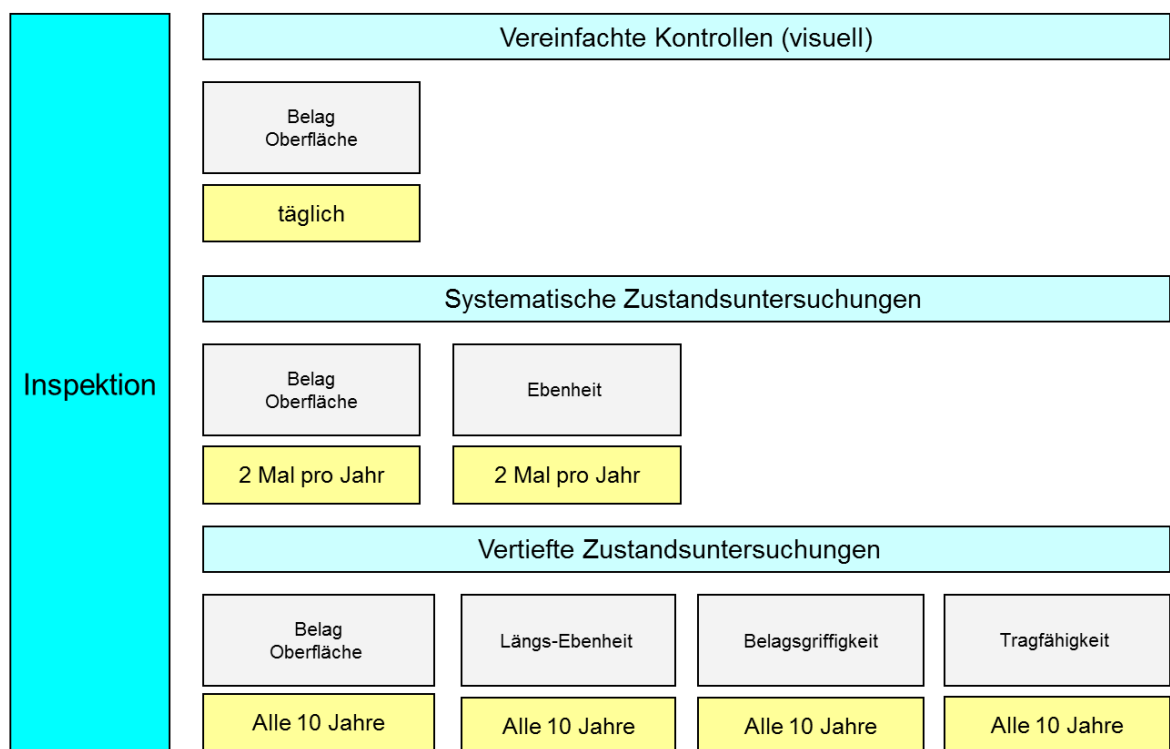 Inspektion
Vereinfachte Kontrollen (visuell)
Belag
Oberfläche
täglich
Systematische Zustandsuntersuchungen
Belag
Oberfläche
Ebenheit
2 Mal pro Jahr
2 Mal pro Jahr
Vertiefte Zustandsuntersuchungen
Belag
Oberfläche
Längs-Ebenheit
Belagsgriffigkeit
Tragfähigkeit
Alle 10 Jahre
Alle 10 Jahre
Alle 10 Jahre
Alle 10 Jahre